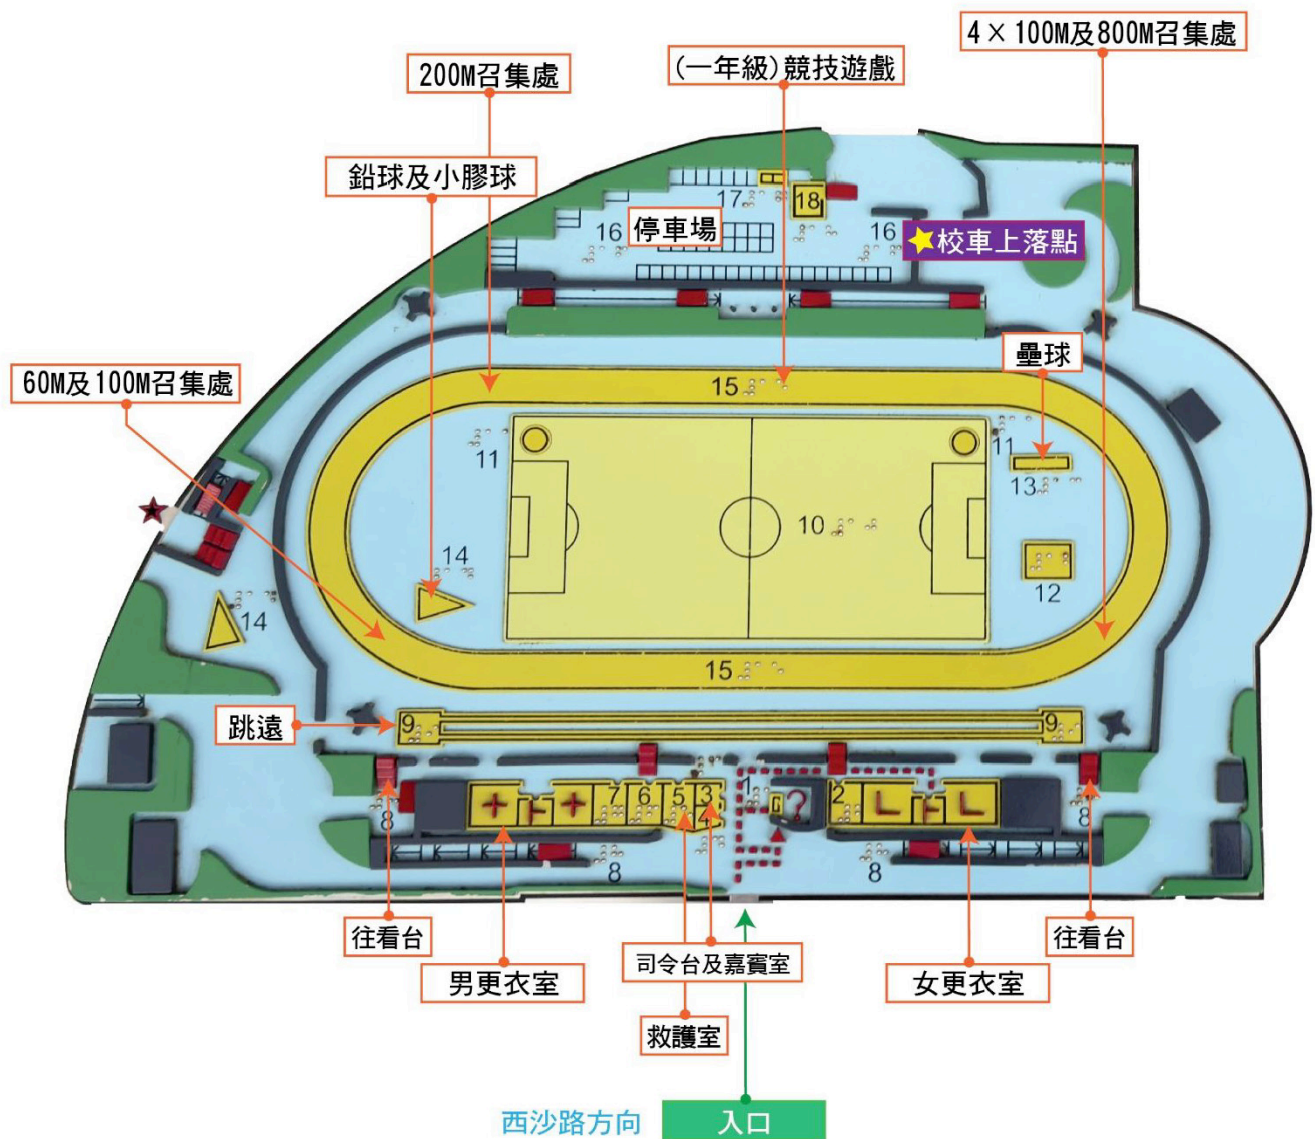 4×100M及800M召集處
200M召集處
(一年級)競技遊戲
鉛球及小膠球
17
18
16
停車場
16
校車上落點
60M及100M召集處
15
壘球
11
11
13
10
14
12
14
15
跳遠
9
9
1
7
6
5
3
4
?
2
8
8
8
8
往看台
司令台及嘉賓室
往看台
男更衣室
女更衣室
救護室
西沙路方向
入口